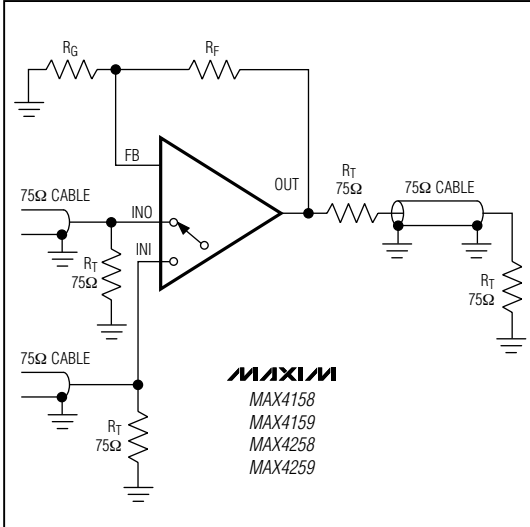 RG
RF
FB
OUT
RT
75Ω
75Ω CABLE
75Ω CABLE
IN0
IN1
RT
75Ω
RT
75Ω
75Ω CABLE
RT
75Ω
MAXIM
MAX4158
MAX4159
MAX4258
MAX4259